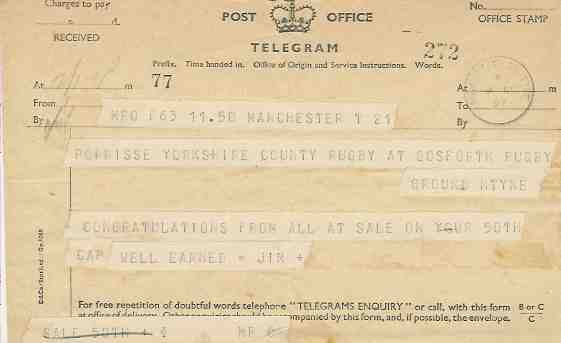 Charges to pay
s. d.
RECEIVED
POST OFFICE
TELEGRAM
No.
OFFICE STAMP
272
Prefix. Time handed in. Office of Origin and Service Instructions. Words.
77
At m
From
By
At m
To
By
11.50 MANCHESTER T 21
YORKSHIRE COUNTY RUGBY AT GOSFORTH RUGBY
GROUND NTYNE
CONGRATULATIONS FROM ALL AT SALE ON YOUR 50TH
CAP WELL EARNED = JIM +
For free repetition of doubtful words telephone "TELEGRAMS ENQUIRY" or call, with this form
at office of delivery. Other enquiries should be accompanied by this form, and, if possible, the envelope.
B or C
C
SALE 50TH + +